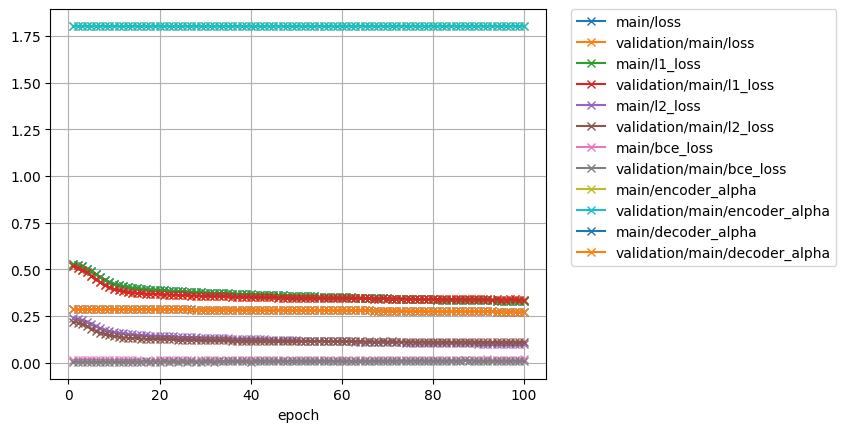 1.75
1.50
1.25
1.00
0.75
0.50
0.25
0.00
0 20 40 60 80 100
epoch
main/loss
validation/main/loss
main/l1_loss
validation/main/l1_loss
main/l2_loss
validation/main/l2_loss
main/bce_loss
validation/main/bce_loss
main/encoder_alpha
validation/main/encoder_alpha
main/decoder_alpha
validation/main/decoder_alpha